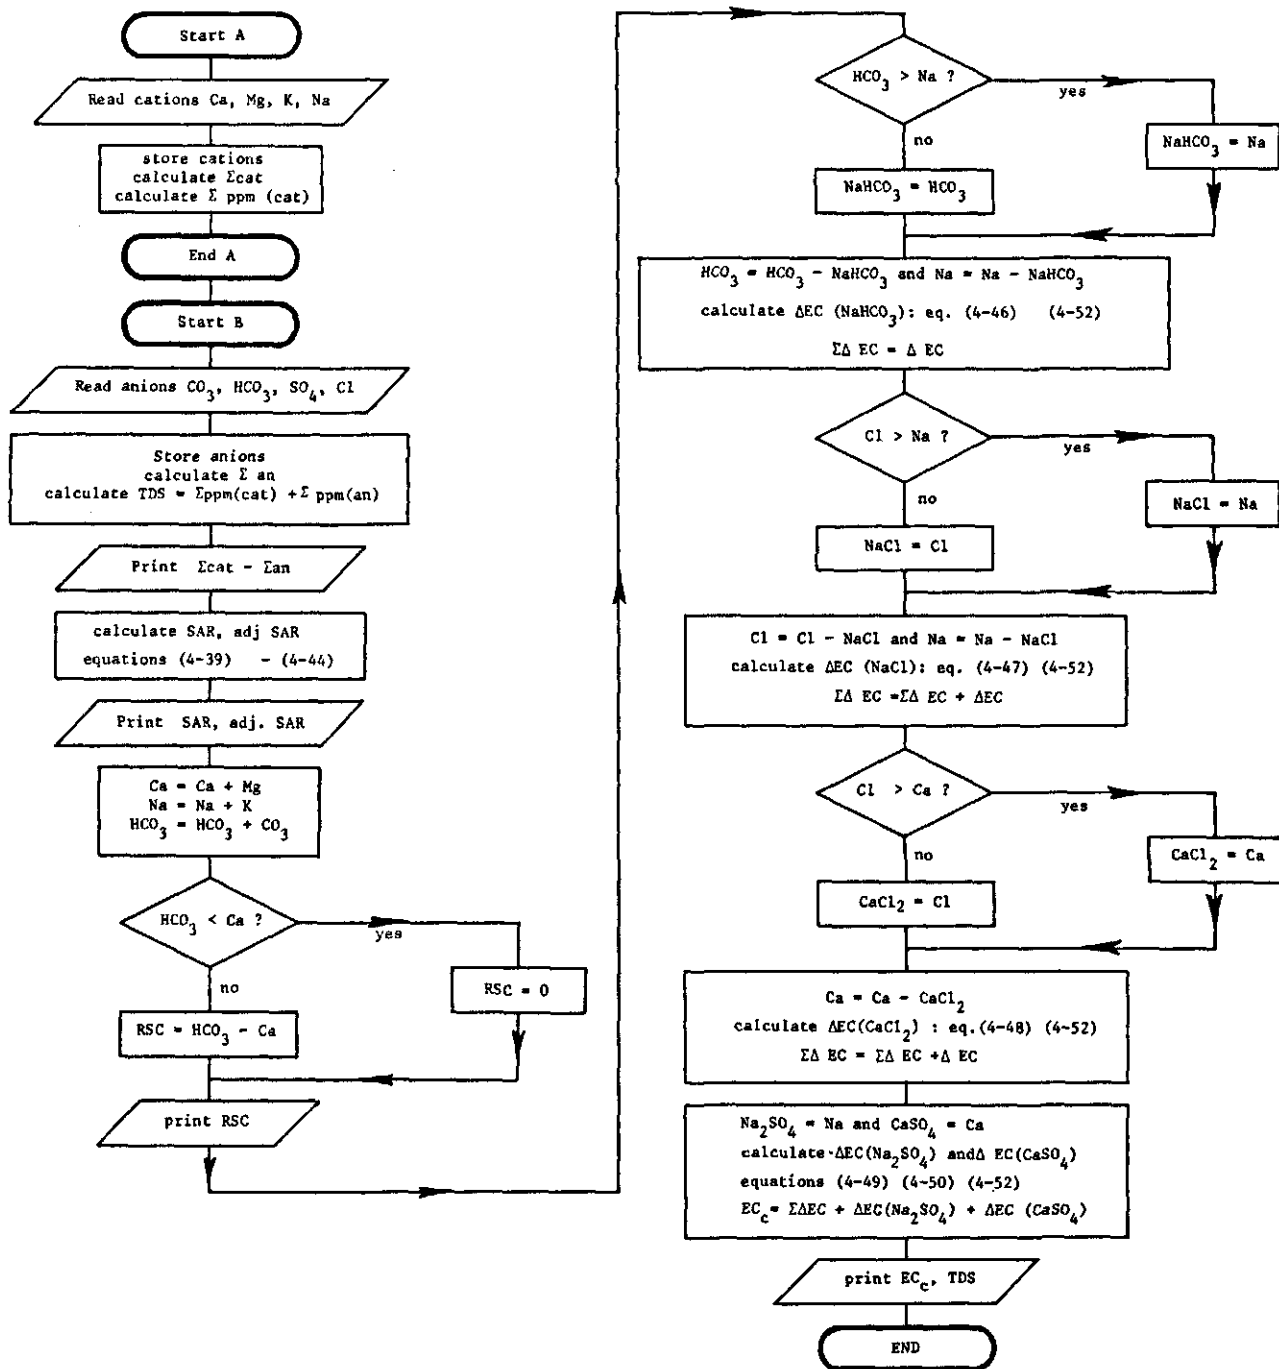 Start A
Read cations Ca, Mg, K, Na
store cations
calculate Σcat
calculate Σ ppm (cat)
End A
Start B
Read anions CO3, HCO3, SO4, Cl
Store anions
calculate Σ an
calculate TDS = Σppm(cat) + Σ ppm(an)
Print Σcat - Σan
calculate SAR, adj SAR
equations (4-39) - (4-44)
Print SAR, adj. SAR
Ca = Ca + Mg
Na = Na + K
HCO3 = HCO3 + CO3
HCO3 < Ca ?
yes
no
RSC = 0
RSC = HCO3 - Ca
print RSC
HCO3 > Na ?
yes
no
NaHCO3 = Na
NaHCO3 = HCO3
HCO3 = HCO3 - NaHCO3 and Na = Na - NaHCO3
calculate ΔEC (NaHCO3): eq. (4-46) (4-52)
ΣΔ EC = Δ EC
Cl > Na ?
yes
no
NaCl = Na
NaCl = Cl
Cl = Cl - NaCl and Na = Na - NaCl
calculate ΔEC (NaCl): eq. (4-47) (4-52)
ΣΔ EC =ΣΔ EC + ΔEC
Cl > Ca ?
yes
no
CaCl2 = Ca
CaCl2 = Cl
Ca = Ca - CaCl2
calculate ΔEC(CaCl2) : eq.(4-48) (4-52)
ΣΔ EC = ΣΔ EC +Δ EC
Na2SO4 = Na and CaSO4 = Ca
calculate ΔEC(Na2SO4) andΔ EC(CaSO4)
equations (4-49) (4-50) (4-52)
ECc= ΣΔEC + ΔEC(Na2SO4) + ΔEC (CaSO4)
print ECc, TDS
END